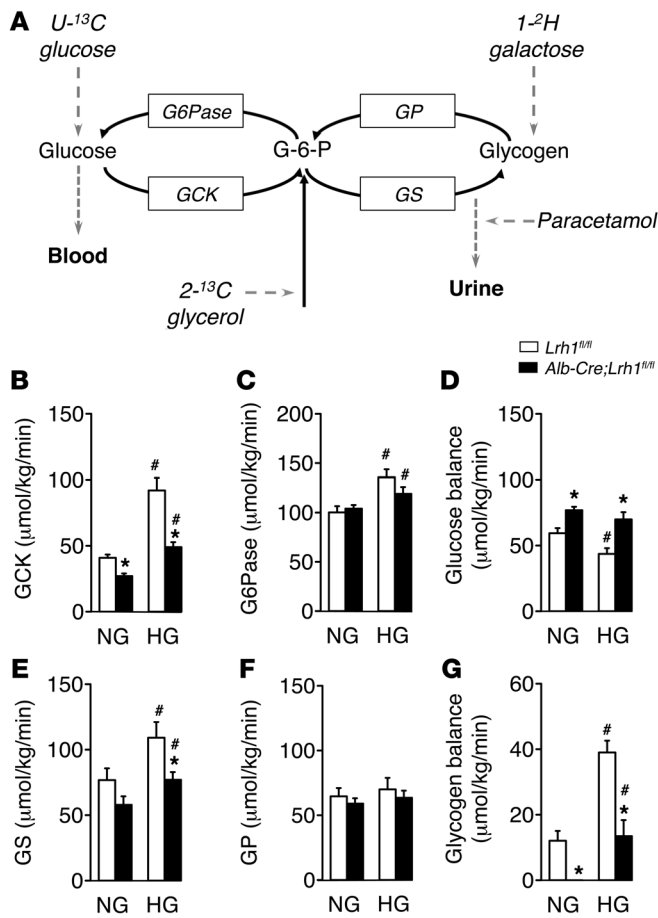 A
U-¹³C
glucose
1-²H
galactose
G6Pase
GP
Glucose
G-6-P
Glycogen
GCK
GS
Blood
Paracetamol
2-¹³C
glycerol
Urine
Lrh1fl/fl
Alb-Cre;Lrh1fl/fl
B
GCK (μmol/kg/min)
150
100
50
0
#
*
#
*
NG HG
C
G6Pase (μmol/kg/min)
200
150
100
50
0
#
#
NG HG
D
Glucose balance
(μmol/kg/min)
150
100
50
0
*
#
*
NG HG
E
GS (μmol/kg/min)
150
100
50
0
#
#
*
NG HG
F
GP (μmol/kg/min)
150
100
50
0
NG HG
G
Glycogen balance
(μmol/kg/min)
60
40
20
0
*
#
#
*
NG HG